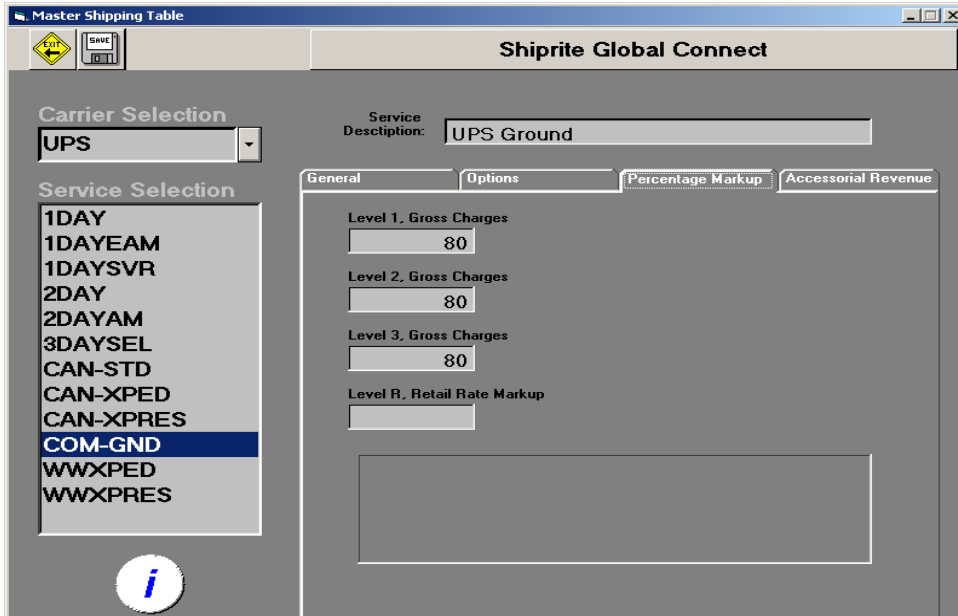 Master Shipping Table
EXIT
SAVE
Shiprite Global Connect
Carrier Selection
UPS
Service Selection
1DAY
1DAYEAM
1DAYSVR
2DAY
2DAYAM
3DAYSEL
CAN-STD
CAN-XPED
CAN-XPRES
COM-GND
WWXPED
WWXPRES
i
Service
Desctiption:
UPS Ground
General Options Percentage Markup Accessorial Revenue
Level 1, Gross Charges
80
Level 2, Gross Charges
80
Level 3, Gross Charges
80
Level R, Retail Rate Markup